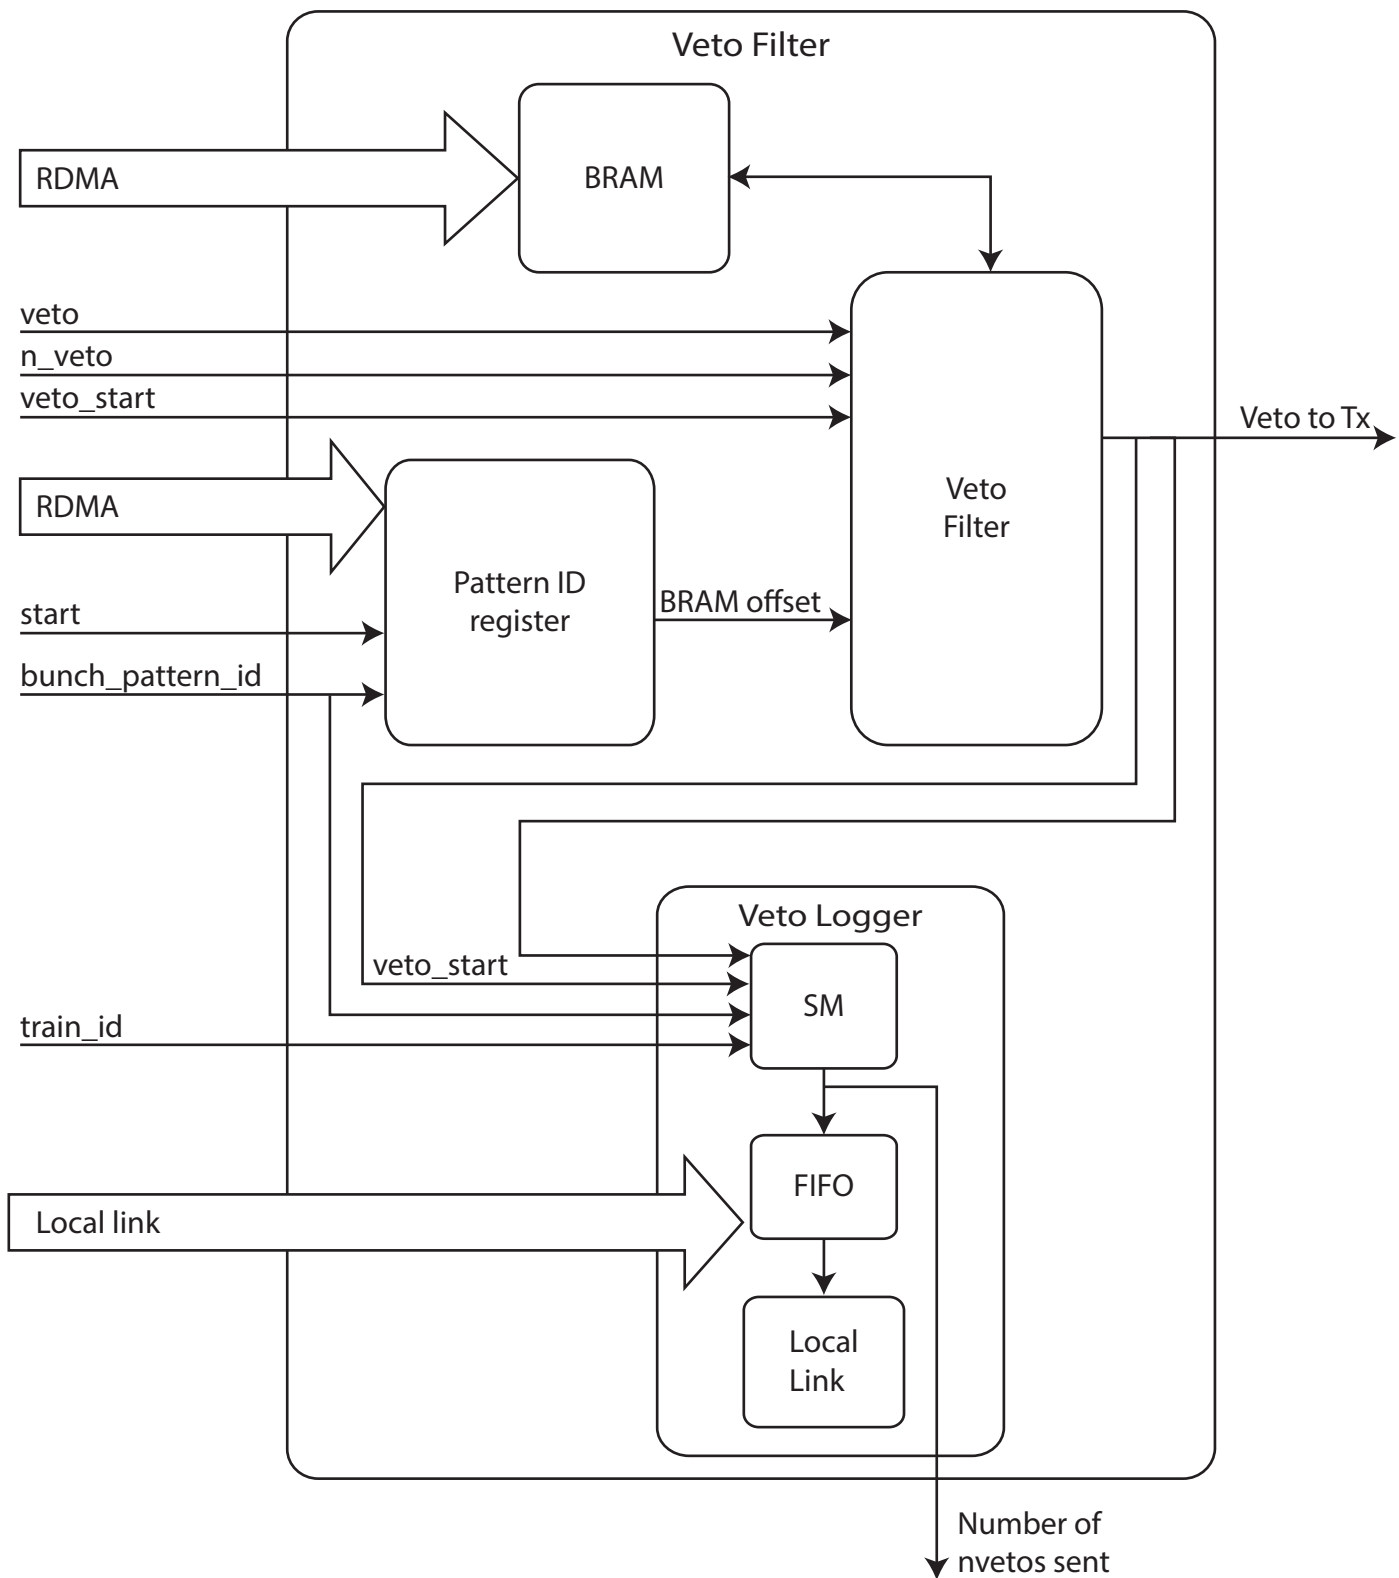 Veto Filter
RDMA
BRAM
veto
n_veto
veto_start
Veto to Tx
RDMA
Veto
Filter
Pattern ID
register
BRAM offset
start
bunch_pattern_id
Veto Logger
veto_start
SM
train_id
FIFO
Local link
Local
Link
Number of
nvetos sent